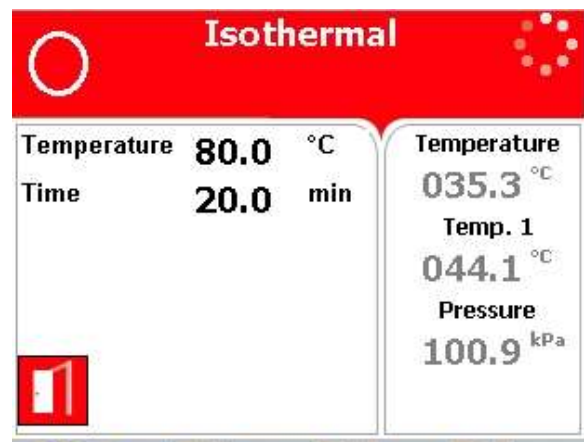 Isothermal
Temperature 80.0 °C
Time 20.0 min
Temperature
035.3 °C
Temp. 1
044.1 °C
Pressure
100.9 kPa